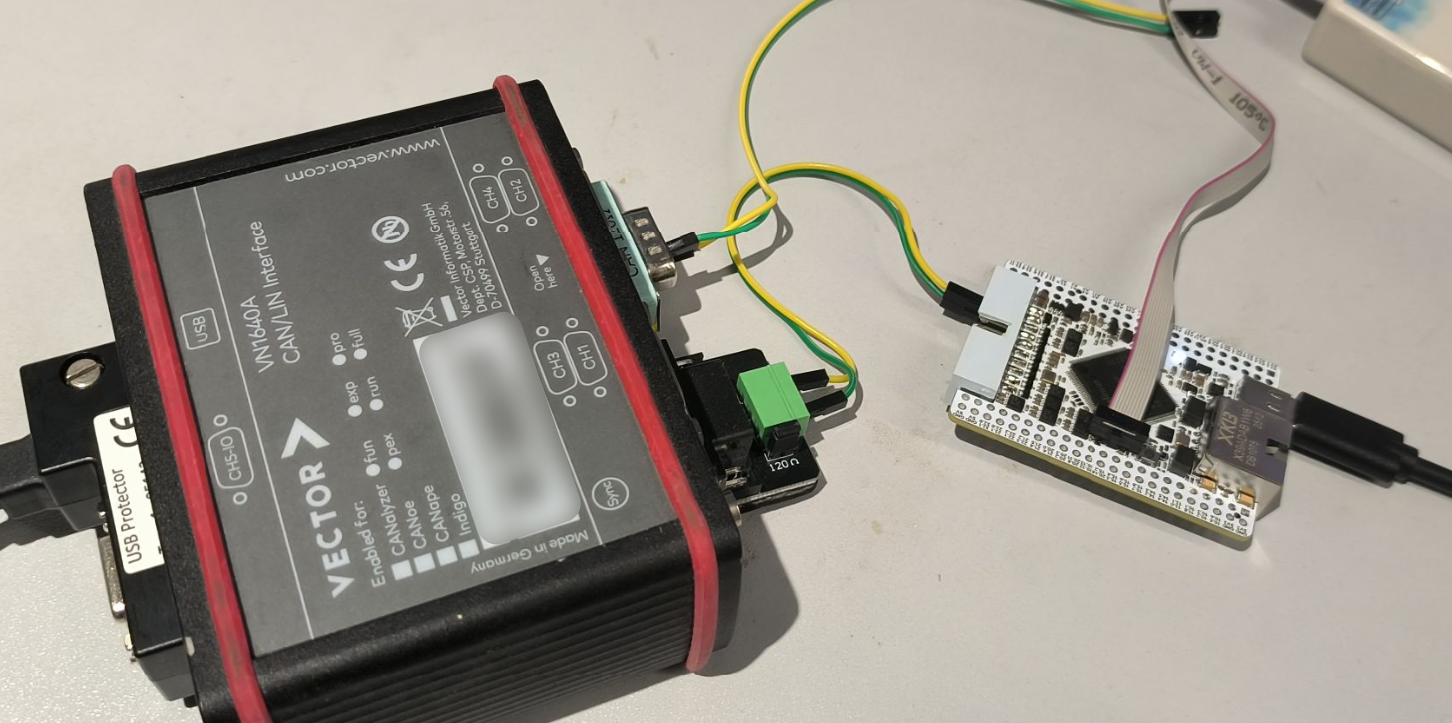 www.vector.com
USB
VN1640A
CAN/LIN Interface
CH5-I/O
VECTOR
Enabled for:
pro
full
exp
run
fun
pex
CANalyzer
CANoe
CANape
Indigo
CE
Vector Informatik GmbH
Dept. CSP, Motorstr.56,
D-70499 Stuttgart
CH4
CH2
Open
here
CH3
CH1
Sync
Made in Germany
USB Protector
CE
120 Ω
XKB